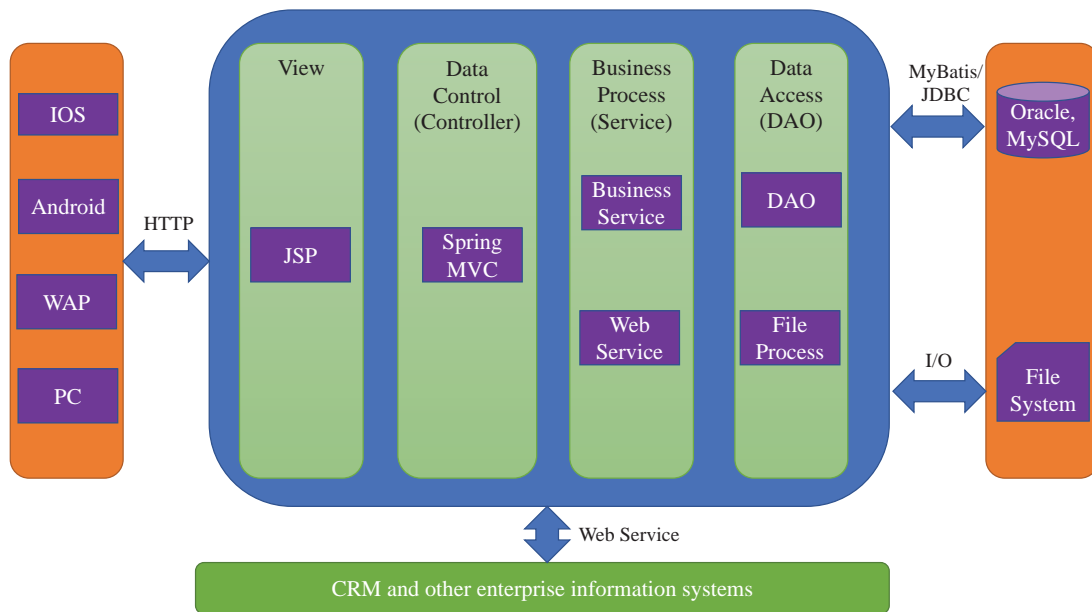 IOS
Android
WAP
PC
HTTP
View
JSP
Data
Control
(Controller)
Spring
MVC
Business
Process
(Service)
Business
Service
Web
Service
Data
Access
(DAO)
DAO
File
Process
MyBatis/
JDBC
Oracle,
MySQL
I/O
File
System
Web Service
CRM and other enterprise information systems